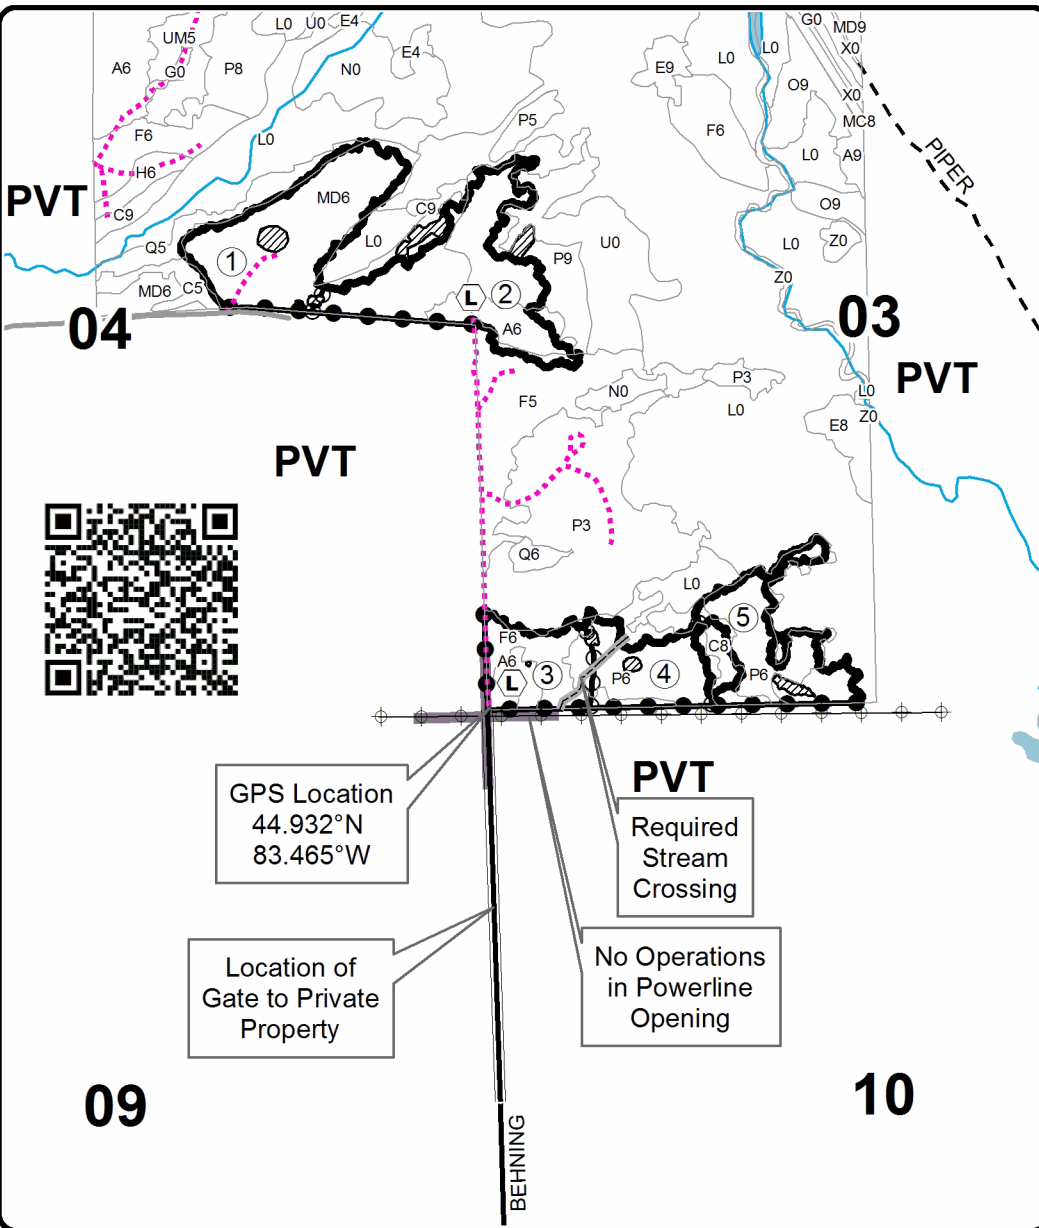 L0 U0 E4
UM5
E4
A6
G0
P8
N0
E9
L0
L0
G0
MD9
X0
O9
X0
MC8
P5
F6
F6
L0
L0
A9
PIPER
H6
PVT
MD6
C9
C9
O9
Q5
L0
U0
L0
Z0
1
P9
MD6
C5
L
2
Z0
04
A6
03
PVT
P3
N0
L0
F5
L0
Z0
E8
PVT
P3
Q6
L0
5
F6
C8
A6
L
3
P6
4
P6
PVT
GPS Location
44.932°N
83.465°W
Required
Stream
Crossing
Location of
Gate to Private
Property
No Operations
in Powerline
Opening
09
10
BEHNING